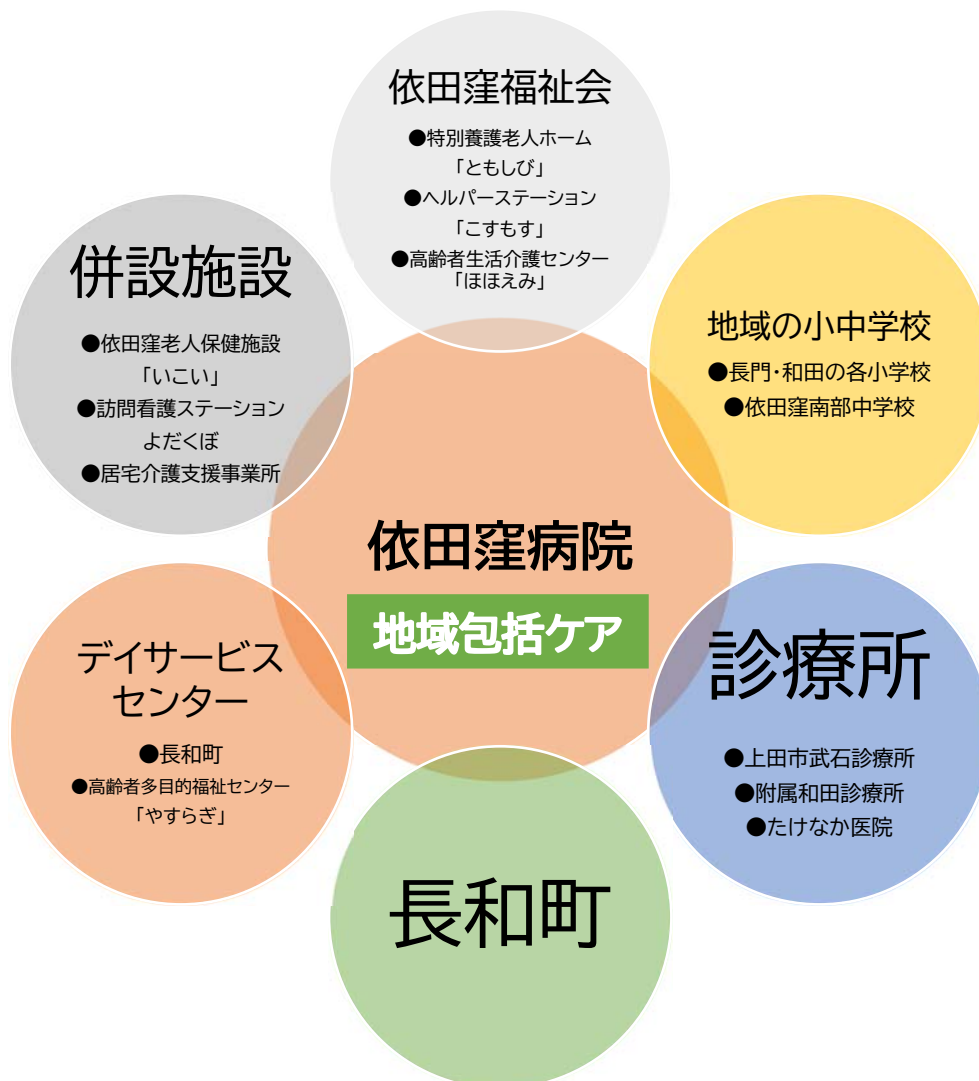 依田窪福祉会
●特別養護老人ホーム
「ともしび」
●ヘルパーステーション
「こすもす」
●高齢者生活介護センター
「ほほえみ」
併設施設
●依田窪老人保健施設
「いこい」
●訪問看護ステーション
よだくぼ
●居宅介護支援事業所
地域の小中学校
●長門・和田の各小学校
●依田窪南部中学校
依田窪病院
地域包括ケア
デイサービス
センター
●長和町
●高齢者多目的福祉センター
「やすらぎ」
診療所
●上田市武石診療所
●附属和田診療所
●たけなか医院
長和町